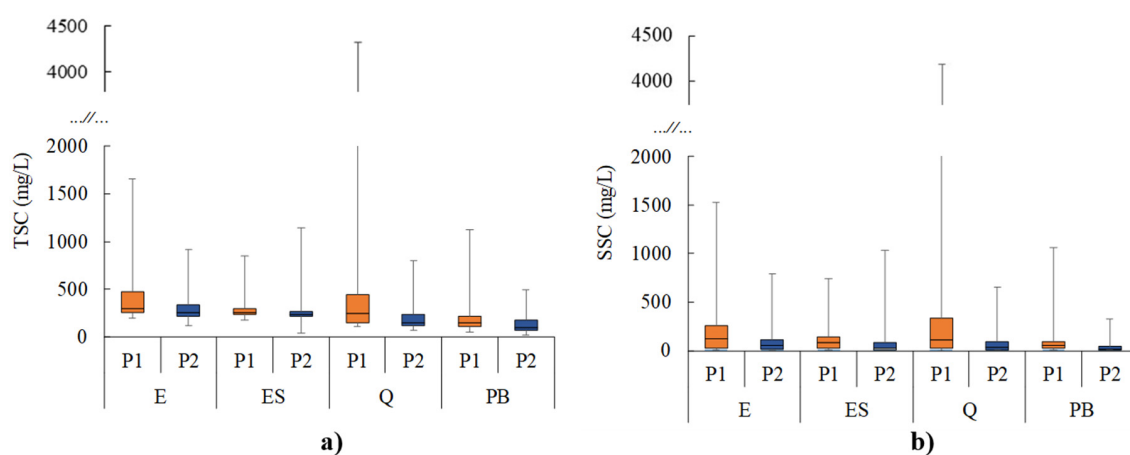 4500
4000
...//...
2000
1500
1000
500
0
TSC (mg/L)
P1 P2 P1 P2 P1 P2 P1 P2
E ES Q PB
a)
4500
4000
...//...
2000
1500
1000
500
0
SSC (mg/L)
P1 P2 P1 P2 P1 P2 P1 P2
E ES Q PB
b)